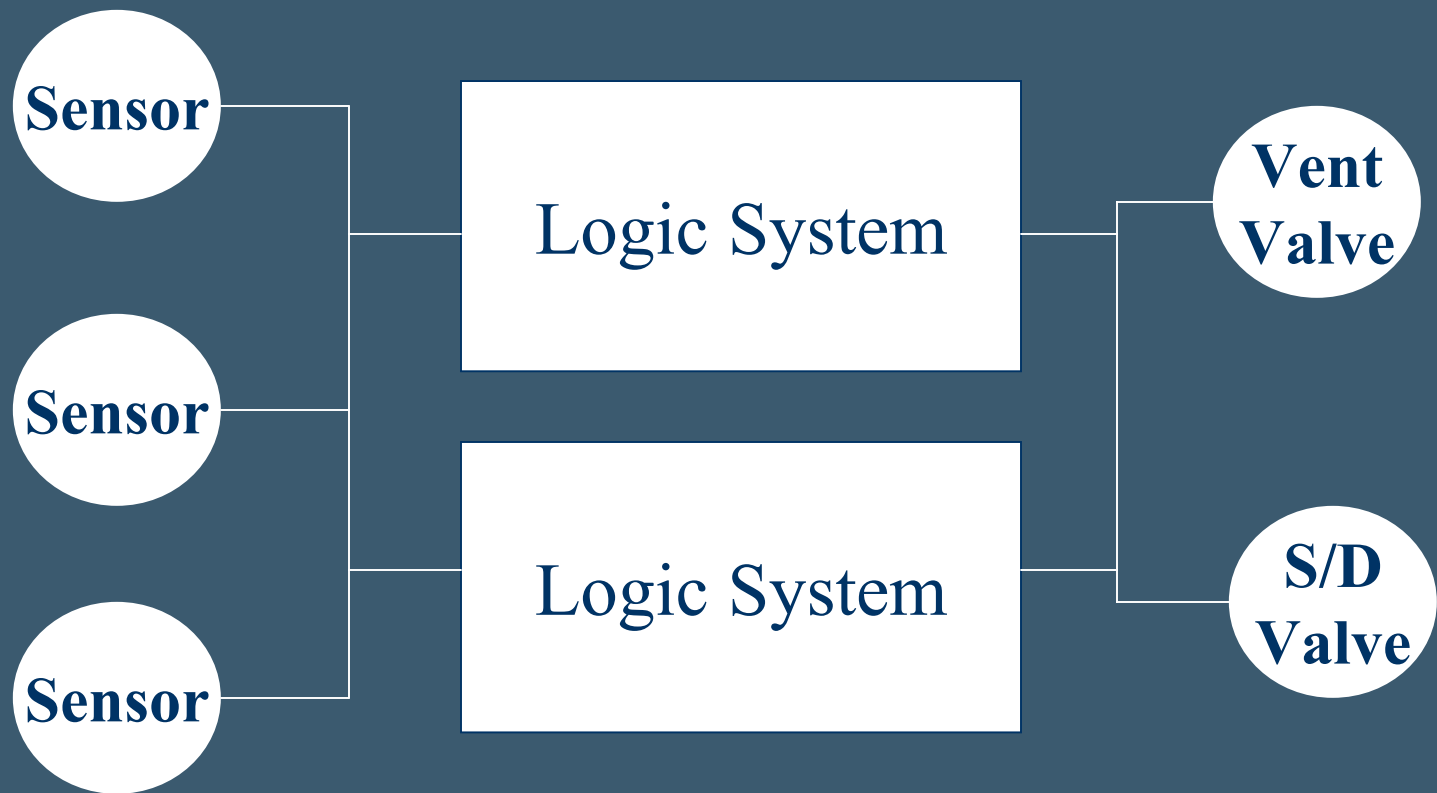 Sensor
Sensor
Sensor
Logic System
Logic System
Vent
Valve
S/D
Valve